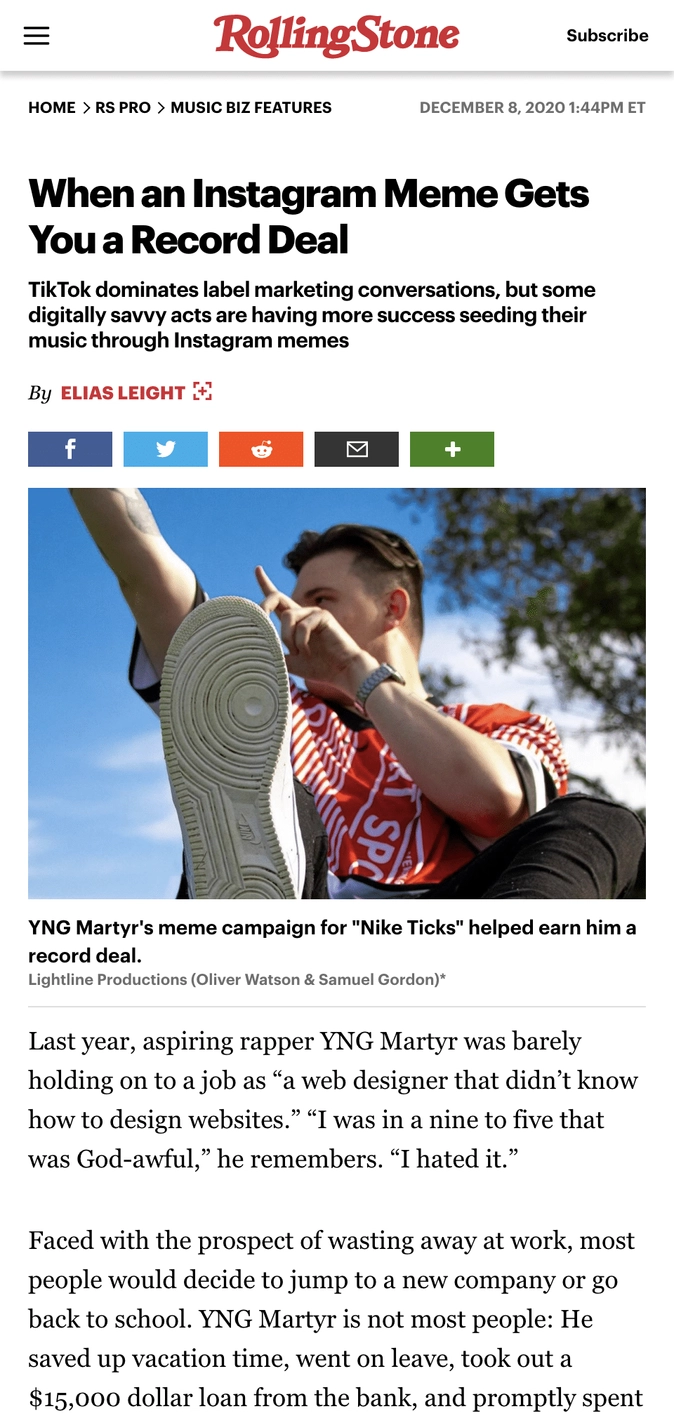 RollingStone
Subscribe
HOME > RS PRO > MUSIC BIZ FEATURES
DECEMBER 8, 2020 1:44PM ET
When an Instagram Meme Gets
You a Record Deal
TikTok dominates label marketing conversations, but some
digitally savvy acts are having more success seeding their
music through Instagram memes
By ELIAS LEIGHT
YNG Martyr's meme campaign for "Nike Ticks" helped earn him a
record deal.
Lightline Productions (Oliver Watson & Samuel Gordon)*
Last year, aspiring rapper YNG Martyr was barely
holding on to a job as “a web designer that didn’t know
how to design websites.” “I was in a nine to five that
was God-awful,” he remembers. “I hated it.”
Faced with the prospect of wasting away at work, most
people would decide to jump to a new company or go
back to school. YNG Martyr is not most people: He
saved up vacation time, went on leave, took out a
$15,000 dollar loan from the bank, and promptly spent